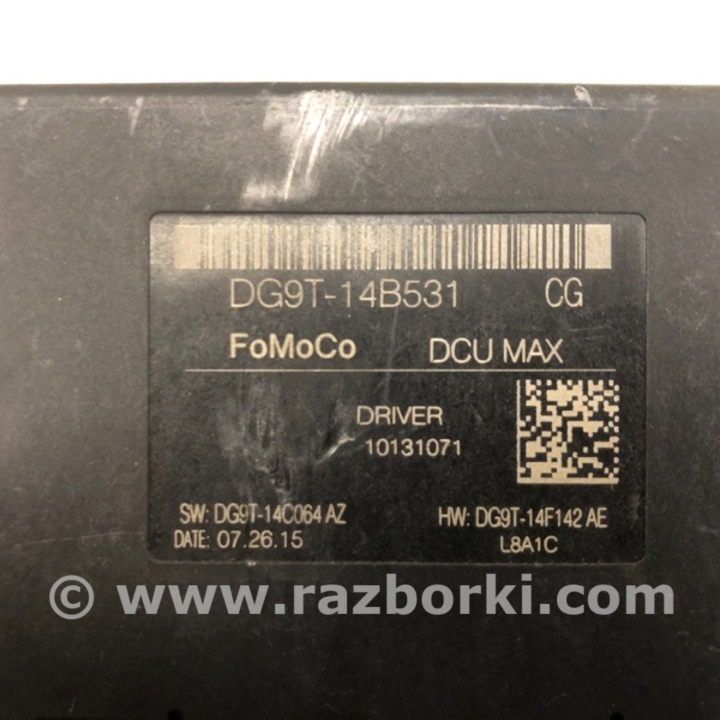 DG9T-14B531 CG
FoMoCo DCU MAX
DRIVER
10131071
SW: DG9T-14C064 AZ HW: DG9T-14F142 AE
DATE: 07.26.15 L8A1C
© www.razborki.com